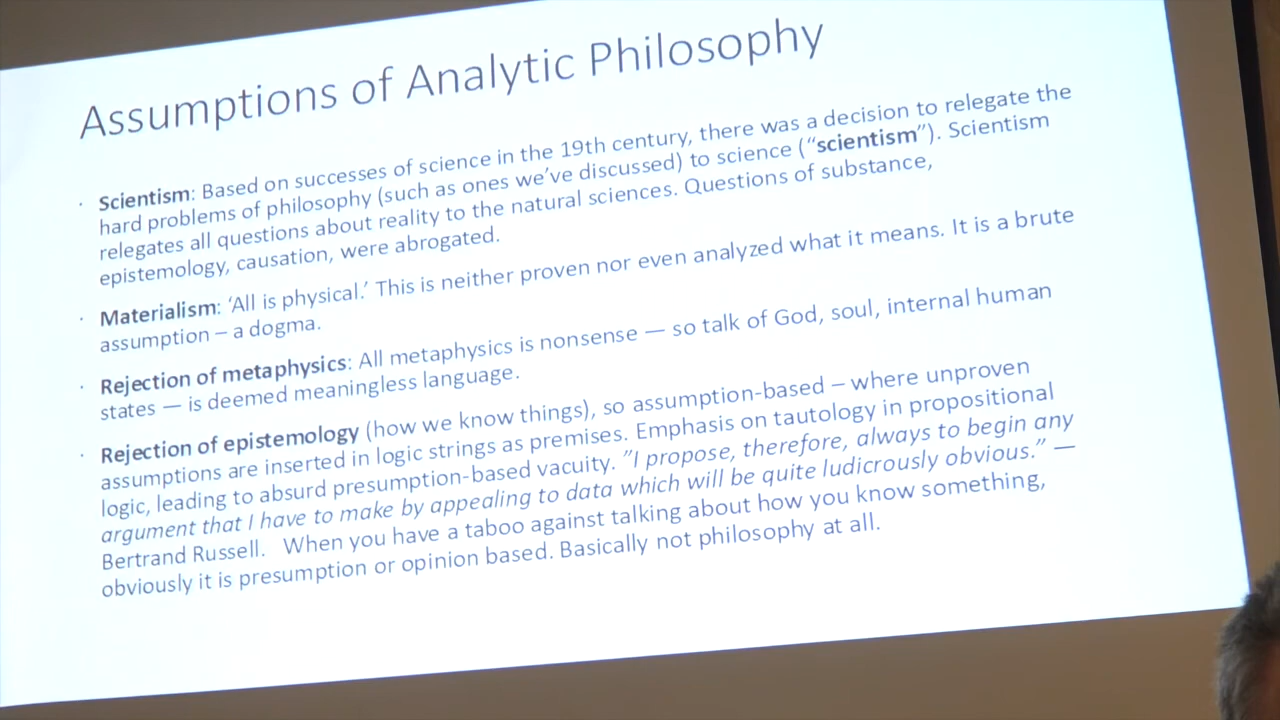 Assumptions of Analytic Philosophy
· Scientism: Based on successes of science in the 19th century, there was a decision to relegate the
hard problems of philosophy (such as ones we've discussed) to science ("scientism"). Scientism
relegates all questions about reality to the natural sciences. Questions of substance,
epistemology, causation, were abrogated.
· Materialism: 'All is physical.' This is neither proven nor even analyzed what it means. It is a brute
assumption – a dogma.
· Rejection of metaphysics: All metaphysics is nonsense — so talk of God, soul, internal human
states — is deemed meaningless language.
· Rejection of epistemology (how we know things), so assumption-based – where unproven
assumptions are inserted in logic strings as premises. Emphasis on tautology in propositional
logic, leading to absurd presumption-based vacuity. "I propose, therefore, always to begin any
argument that I have to make by appealing to data which will be quite ludicrously obvious." —
Bertrand Russell. When you have a taboo against talking about how you know something,
obviously it is presumption or opinion based. Basically not philosophy at all.